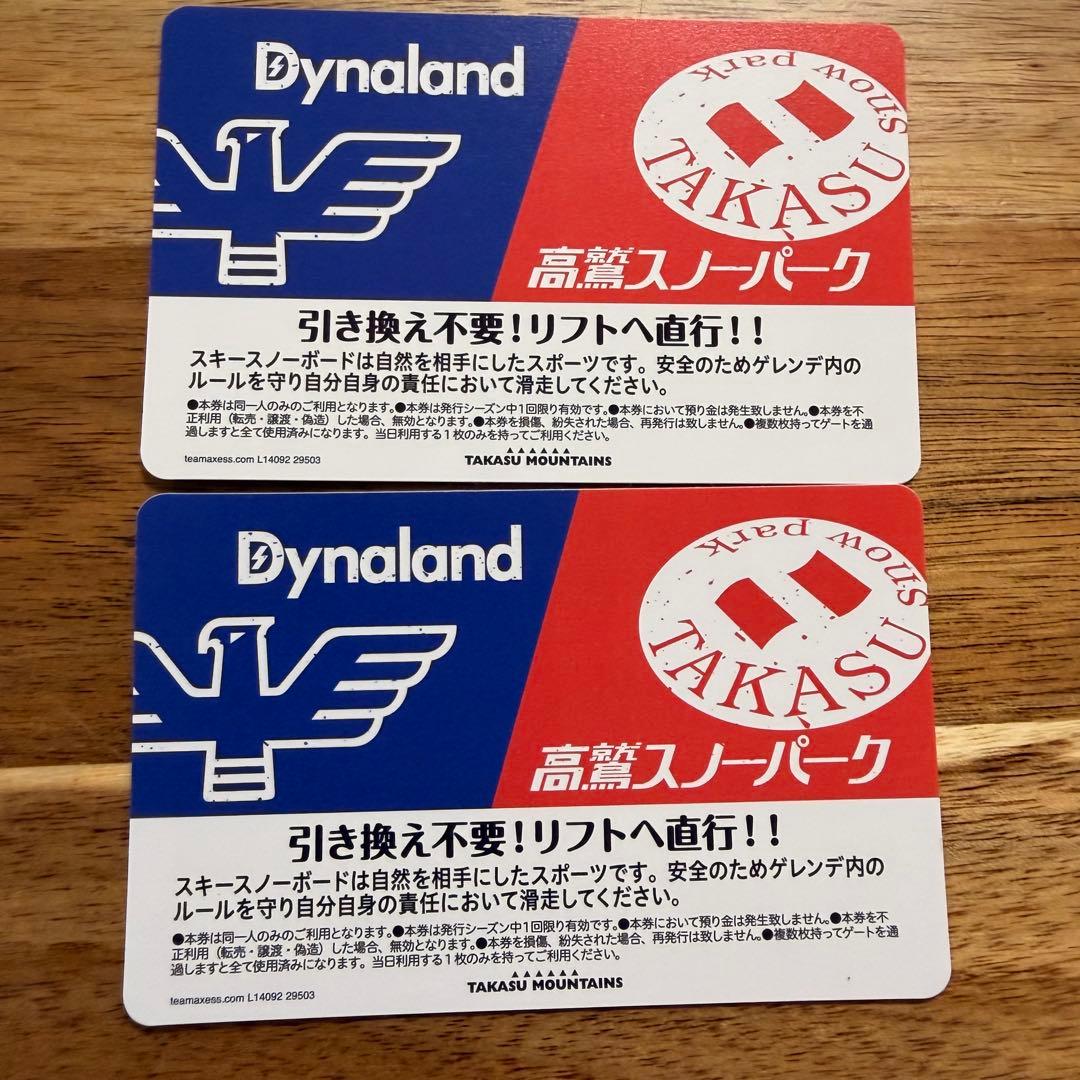 Dynaland
TAKASU snow park
高鷲スノーパーク
引き換え不要!リフトへ直行!!
スキースノーボードは自然を相手にしたスポーツです。安全のためゲレンデ内の
ルールを守り自分自身の責任において滑走してください。
●本券は同一人のみのご利用となります。●本券は発行シーズン中1回限り有効です。●本券において預り金は発生致しません。●本券を不
正利用（転売・譲渡・偽造）した場合、無効となります。●本券を損傷、紛失された場合、再発行は致しません。●複数枚持ってゲートを通
過しますと全て使用済みになります。当日利用する1枚のみを持ってご利用ください。
teamaxess.com L14092 29503
TAKASU MOUNTAINS
Dynaland
TAKASU snow park
高鷲スノーパーク
引き換え不要!リフトへ直行!!
スキースノーボードは自然を相手にしたスポーツです。安全のためゲレンデ内の
ルールを守り自分自身の責任において滑走してください。
●本券は同一人のみのご利用となります。●本券は発行シーズン中1回限り有効です。●本券において預り金は発生致しません。●本券を不
正利用（転売・譲渡・偽造）した場合、無効となります。●本券を損傷、紛失された場合、再発行は致しません。●複数枚持ってゲートを通
過しますと全て使用済みになります。当日利用する1枚のみを持ってご利用ください。
teamaxess.com L14092 29503
TAKASU MOUNTAINS